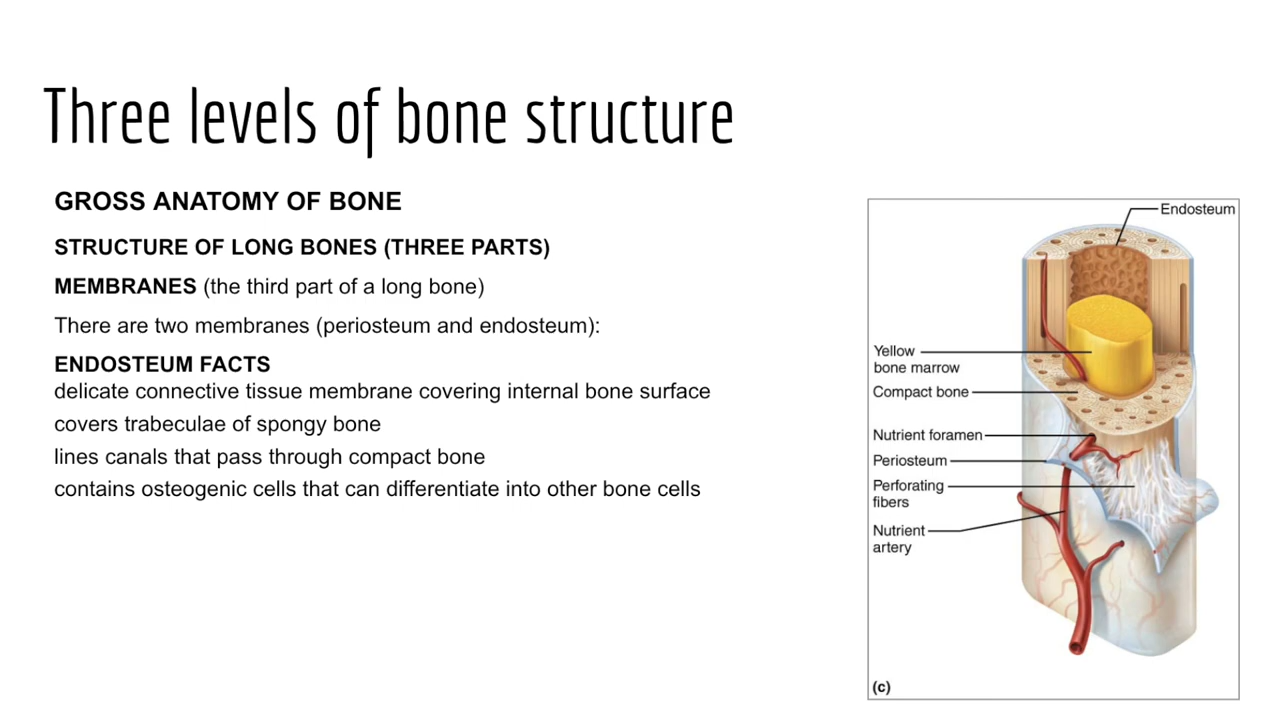 Three levels of bone structure
GROSS ANATOMY OF BONE
STRUCTURE OF LONG BONES (THREE PARTS)
MEMBRANES (the third part of a long bone)
There are two membranes (periosteum and endosteum):
ENDOSTEUM FACTS
delicate connective tissue membrane covering internal bone surface
covers trabeculae of spongy bone
lines canals that pass through compact bone
contains osteogenic cells that can differentiate into other bone cells
Endosteum
Yellow
bone marrow
Compact bone
Nutrient foramen
Periosteum
Perforating
fibers
Nutrient
artery
(c)